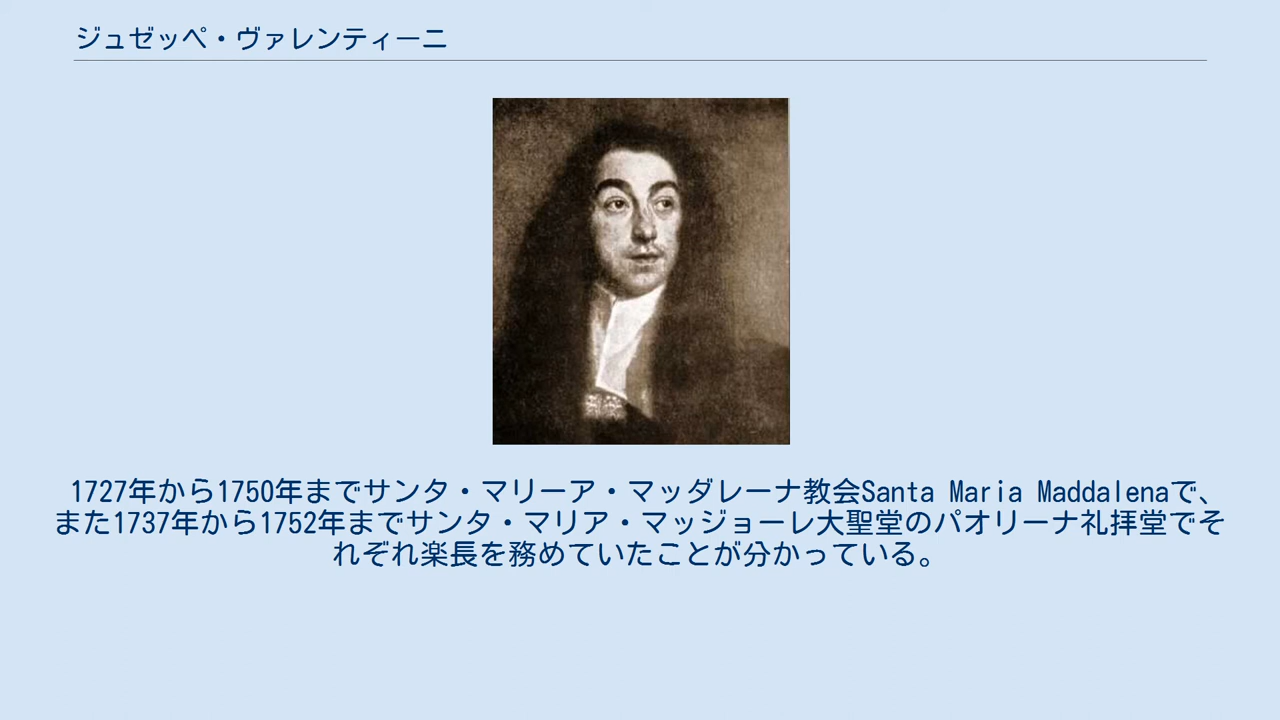 ジュゼッペ・ヴァレンティーニ
1727年から1750年までサンタ・マリーア・マッダレーナ教会Santa Maria Maddalenaで、
また1737年から1752年までサンタ・マリア・マッジョーレ大聖堂のパオリーナ礼拝堂でそ
れぞれ楽長を務めていたことが分かっている。